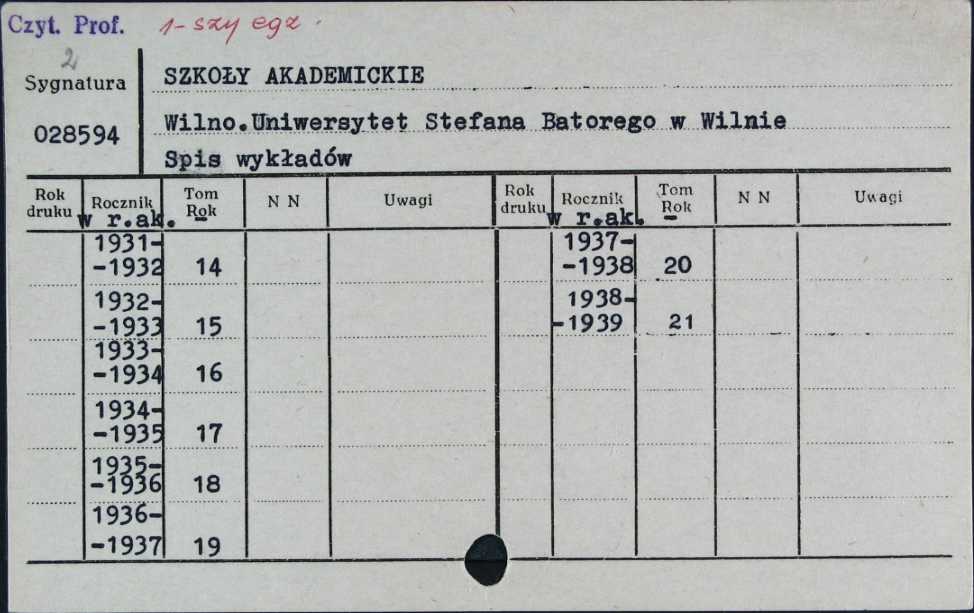 Czyt. Prof. 1-szy egz.
2
Sygnatura
028594
SZKOŁY AKADEMICKIE
Wilno.Uniwersytet Stefana Batorego w Wilnie
Spis wykładów
Rok druku Rocznik Tom Rok N N Uwagi Rok druku Rocznik Tom Rok N N Uwagi
w r.ak. - w r.ak. -
1931- 1937-
-1932 14 -1938 20
1932- 1938-
-1933 15 -1939 21
1933-
-1934 16
1934-
-1935 17
1935-
-1936 18
1936-
-1937 19